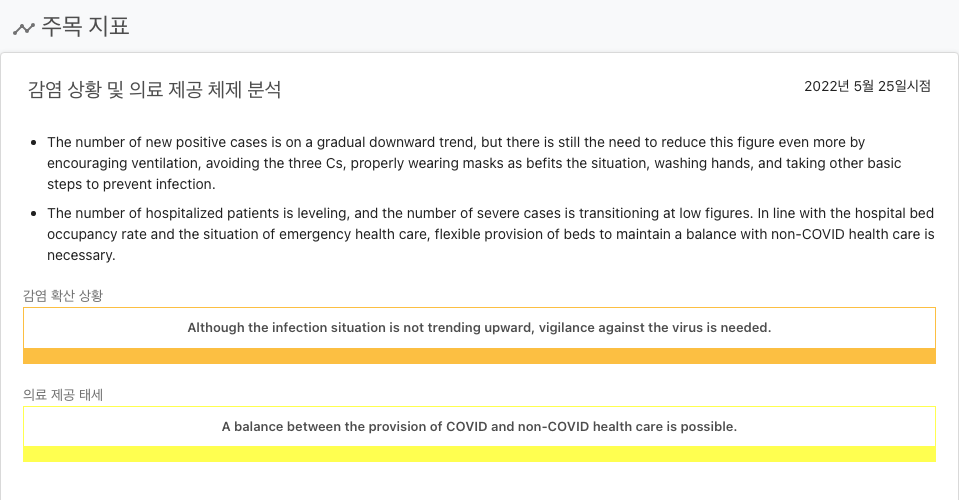 주목 지표
감염 상황 및 의료 제공 체제 분석
2022년 5월 25일시점
• The number of new positive cases is on a gradual downward trend, but there is still the need to reduce this figure even more by
encouraging ventilation, avoiding the three Cs, properly wearing masks as befits the situation, washing hands, and taking other basic
steps to prevent infection.
• The number of hospitalized patients is leveling, and the number of severe cases is transitioning at low figures. In line with the hospital bed
occupancy rate and the situation of emergency health care, flexible provision of beds to maintain a balance with non-COVID health care is
necessary.
감염 확산 상황
Although the infection situation is not trending upward, vigilance against the virus is needed.
의료 제공 태세
A balance between the provision of COVID and non-COVID health care is possible.